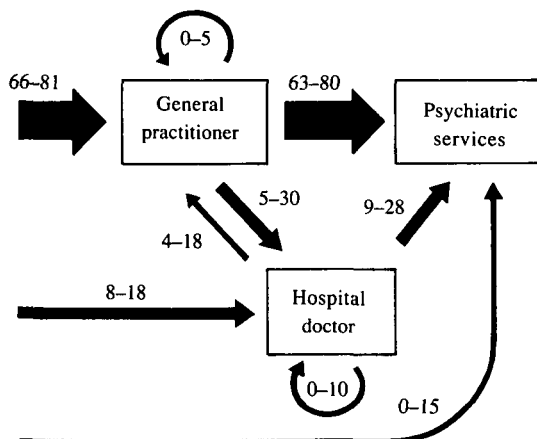 0–5
66–81
63–80
General
practitioner
Psychiatric
services
5–30
9–28
4–18
8–18
Hospital
doctor
0–10
0–15